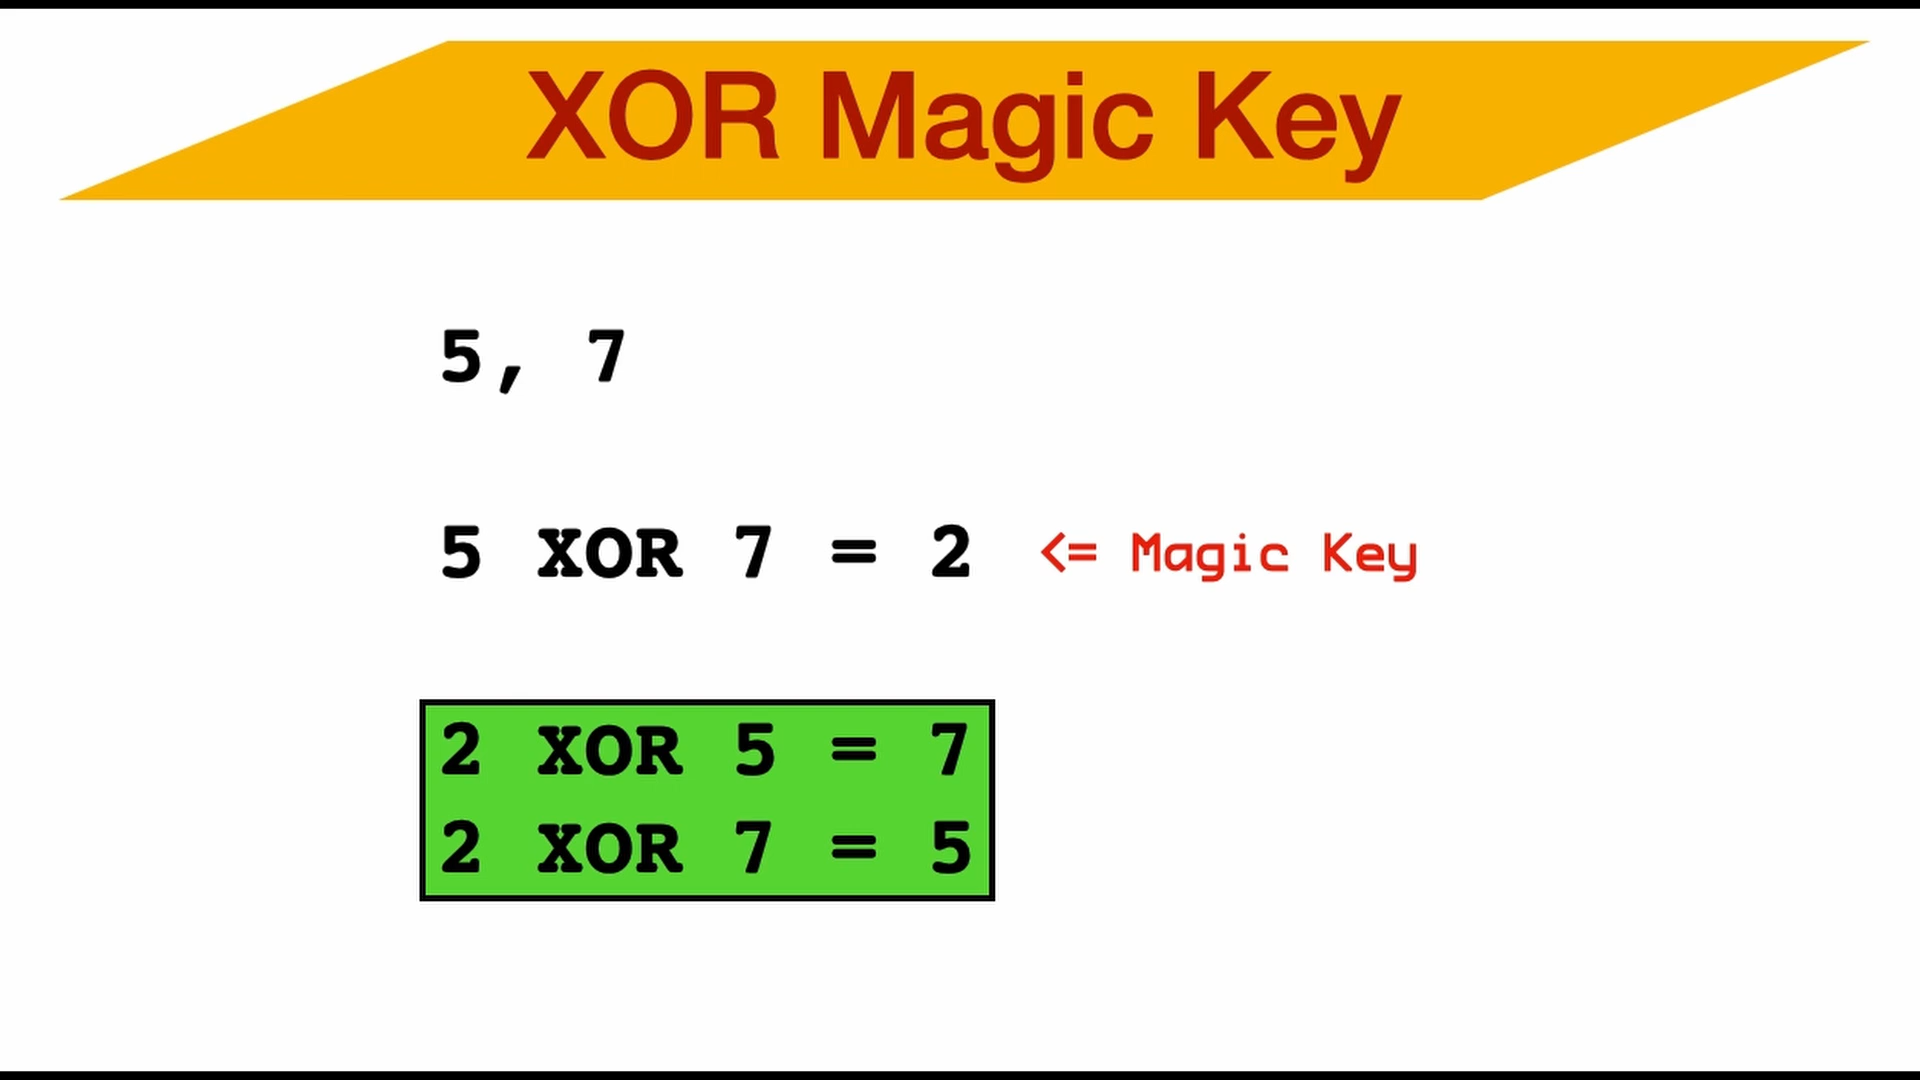 XOR Magic Key
5, 7
5 XOR 7 = 2 <= Magic Key
2 XOR 5 = 7
2 XOR 7 = 5